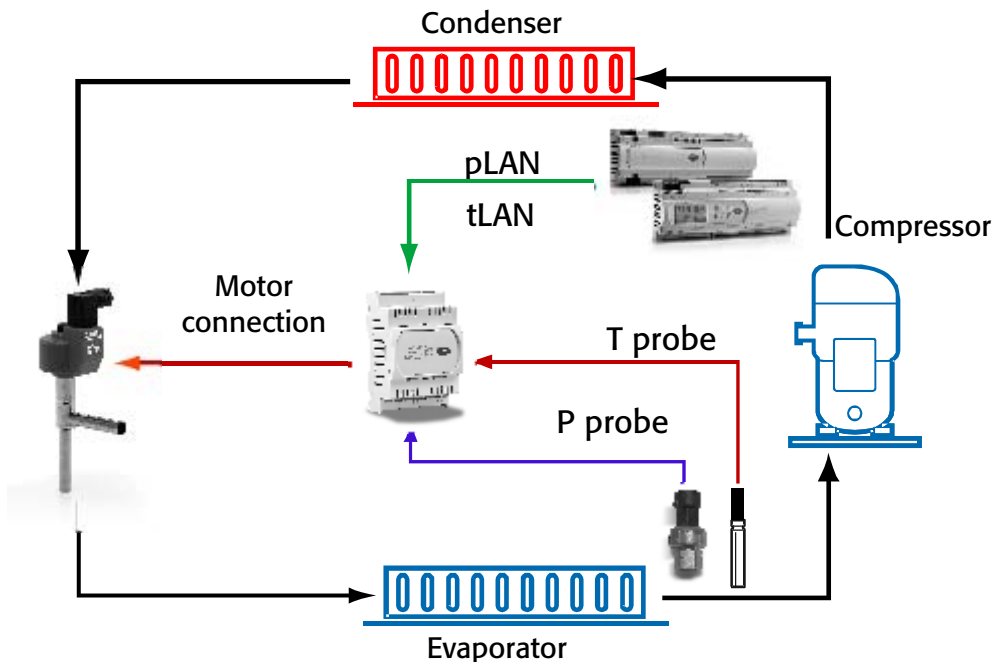 Condenser
pLAN
tLAN
Compressor
Motor
connection
T probe
P probe
Evaporator